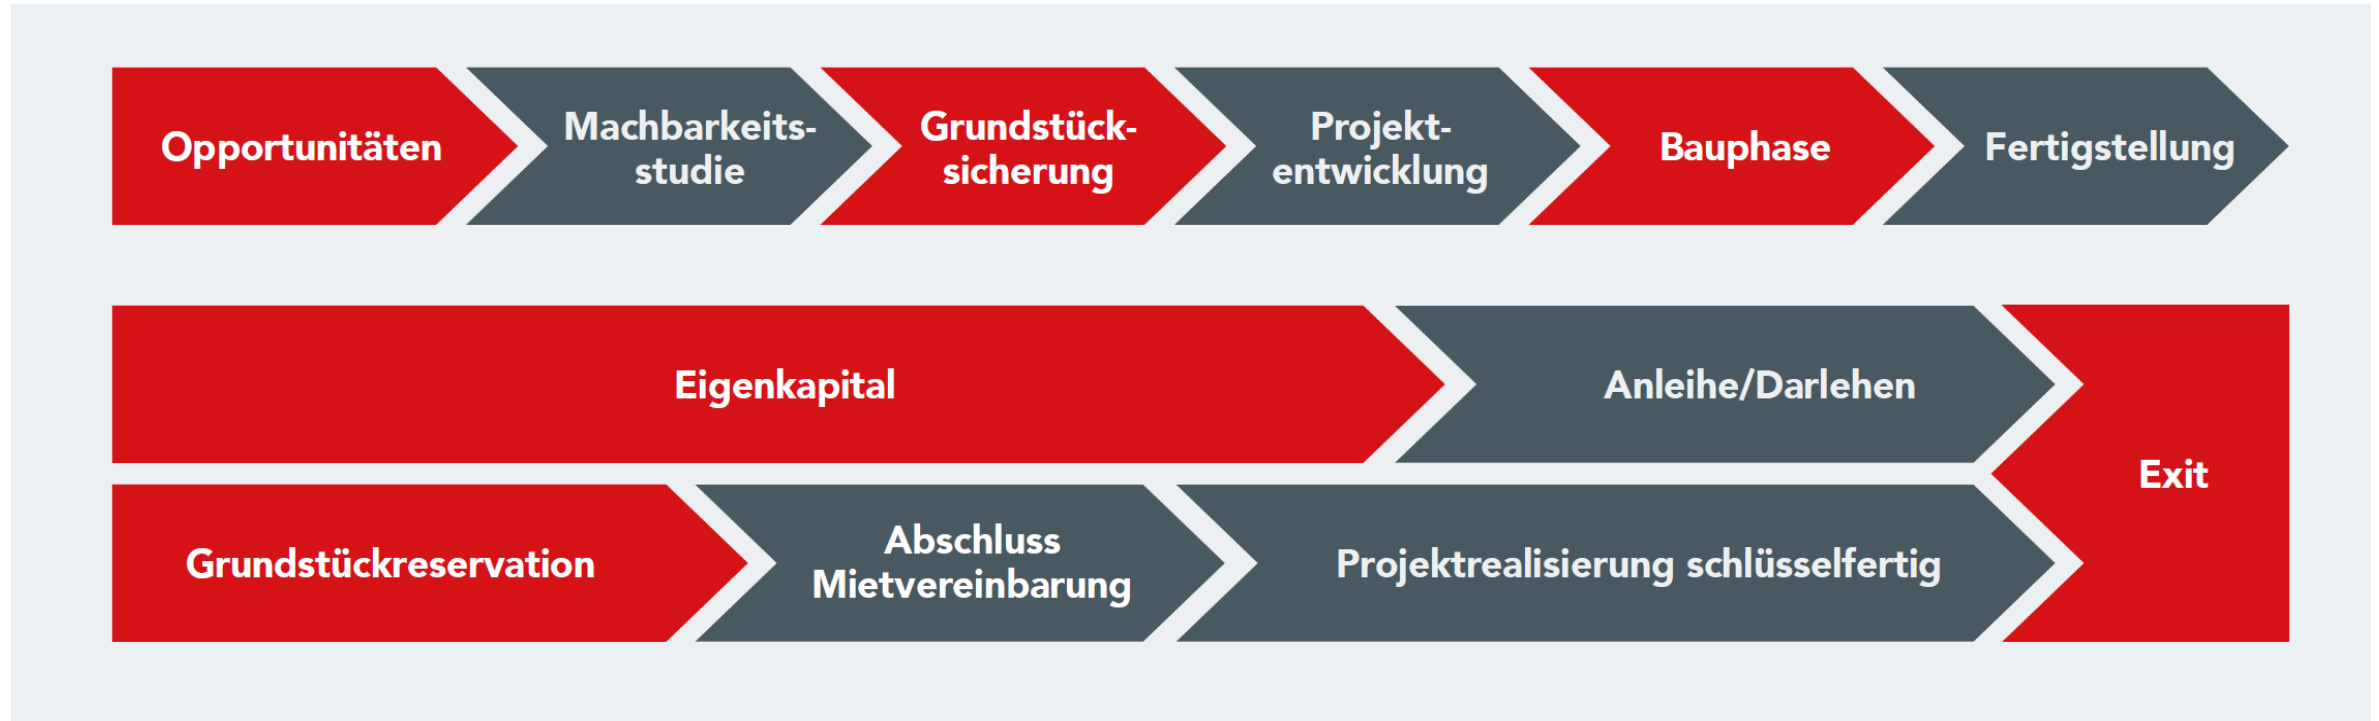 Opportunitäten
Machbarkeits-
studie
Grundstück-
sicherung
Projekt-
entwicklung
Bauphase
Fertigstellung
Eigenkapital
Anleihe/Darlehen
Exit
Grundstückreservation
Abschluss
Mietvereinbarung
Projektrealisierung schlüsselfertig